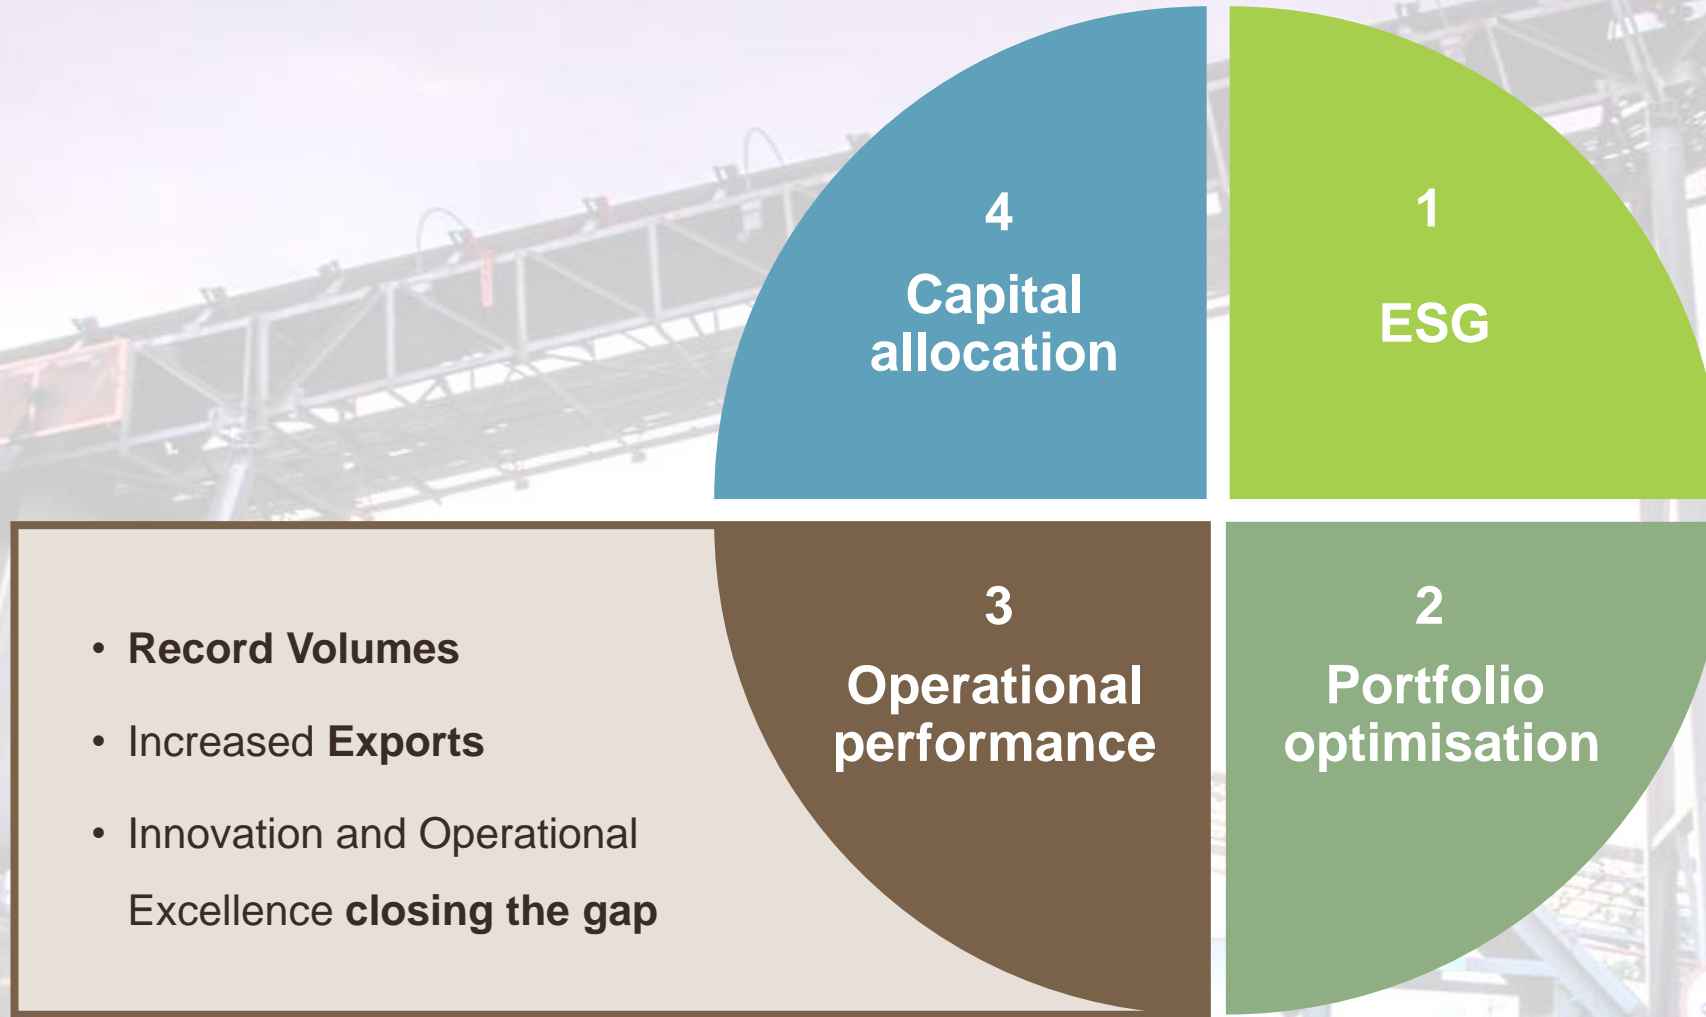 4
Capital
allocation
1
ESG
• Record Volumes
• Increased Exports
• Innovation and Operational
Excellence closing the gap
3
Operational
performance
2
Portfolio
optimisation